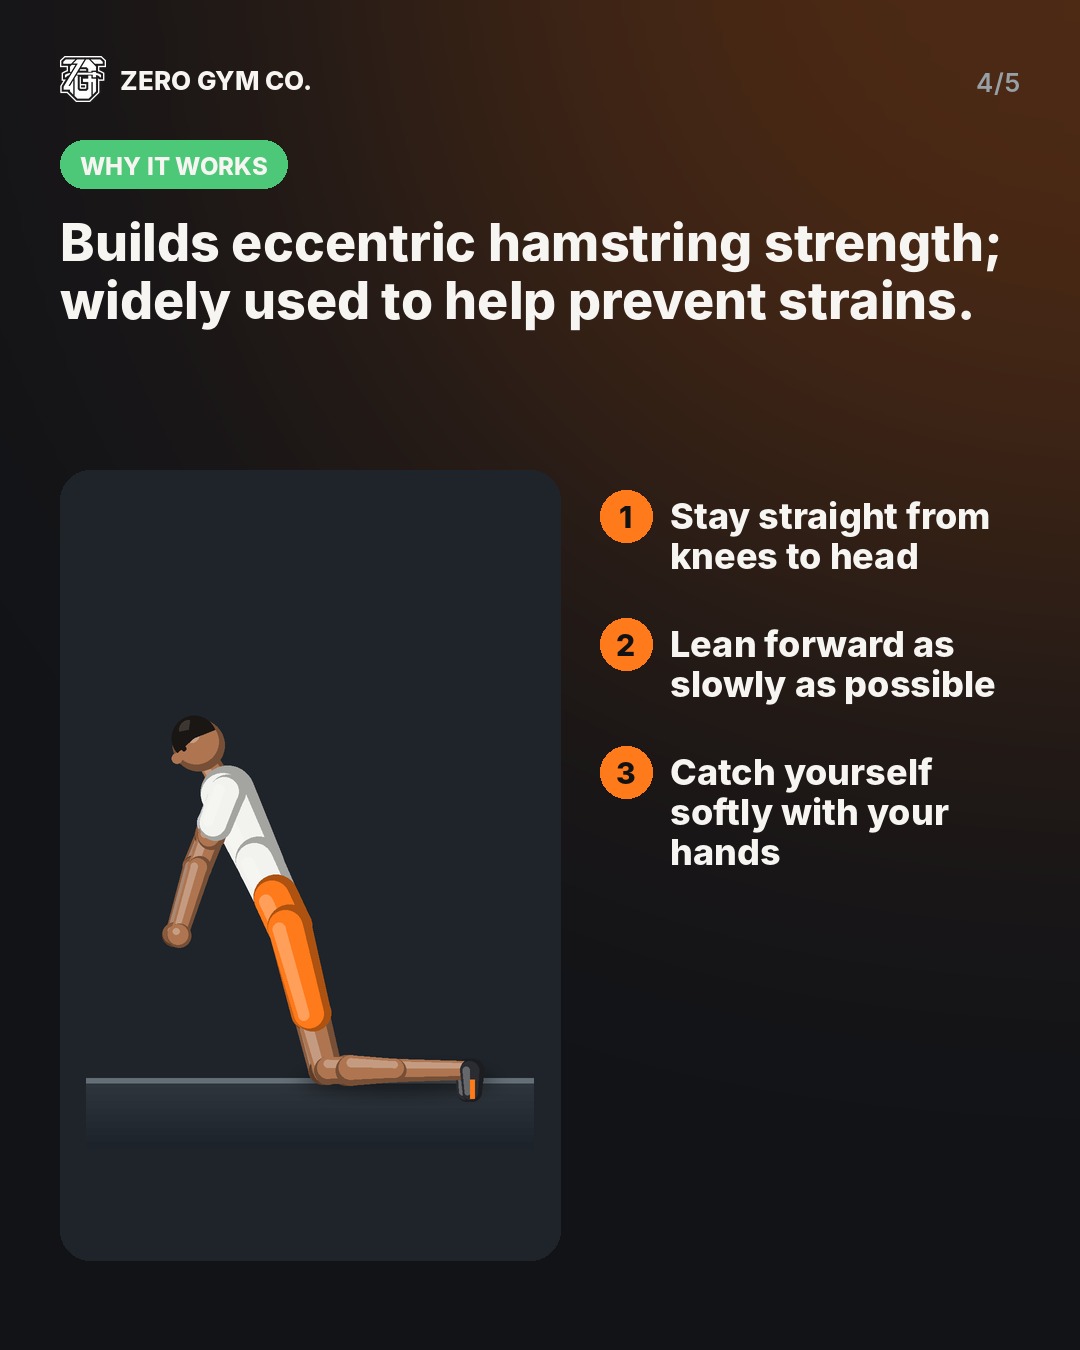 ZERO GYM CO.
4/5
WHY IT WORKS
Builds eccentric hamstring strength;
widely used to help prevent strains.
1 Stay straight from
knees to head
2 Lean forward as
slowly as possible
3 Catch yourself
softly with your
hands